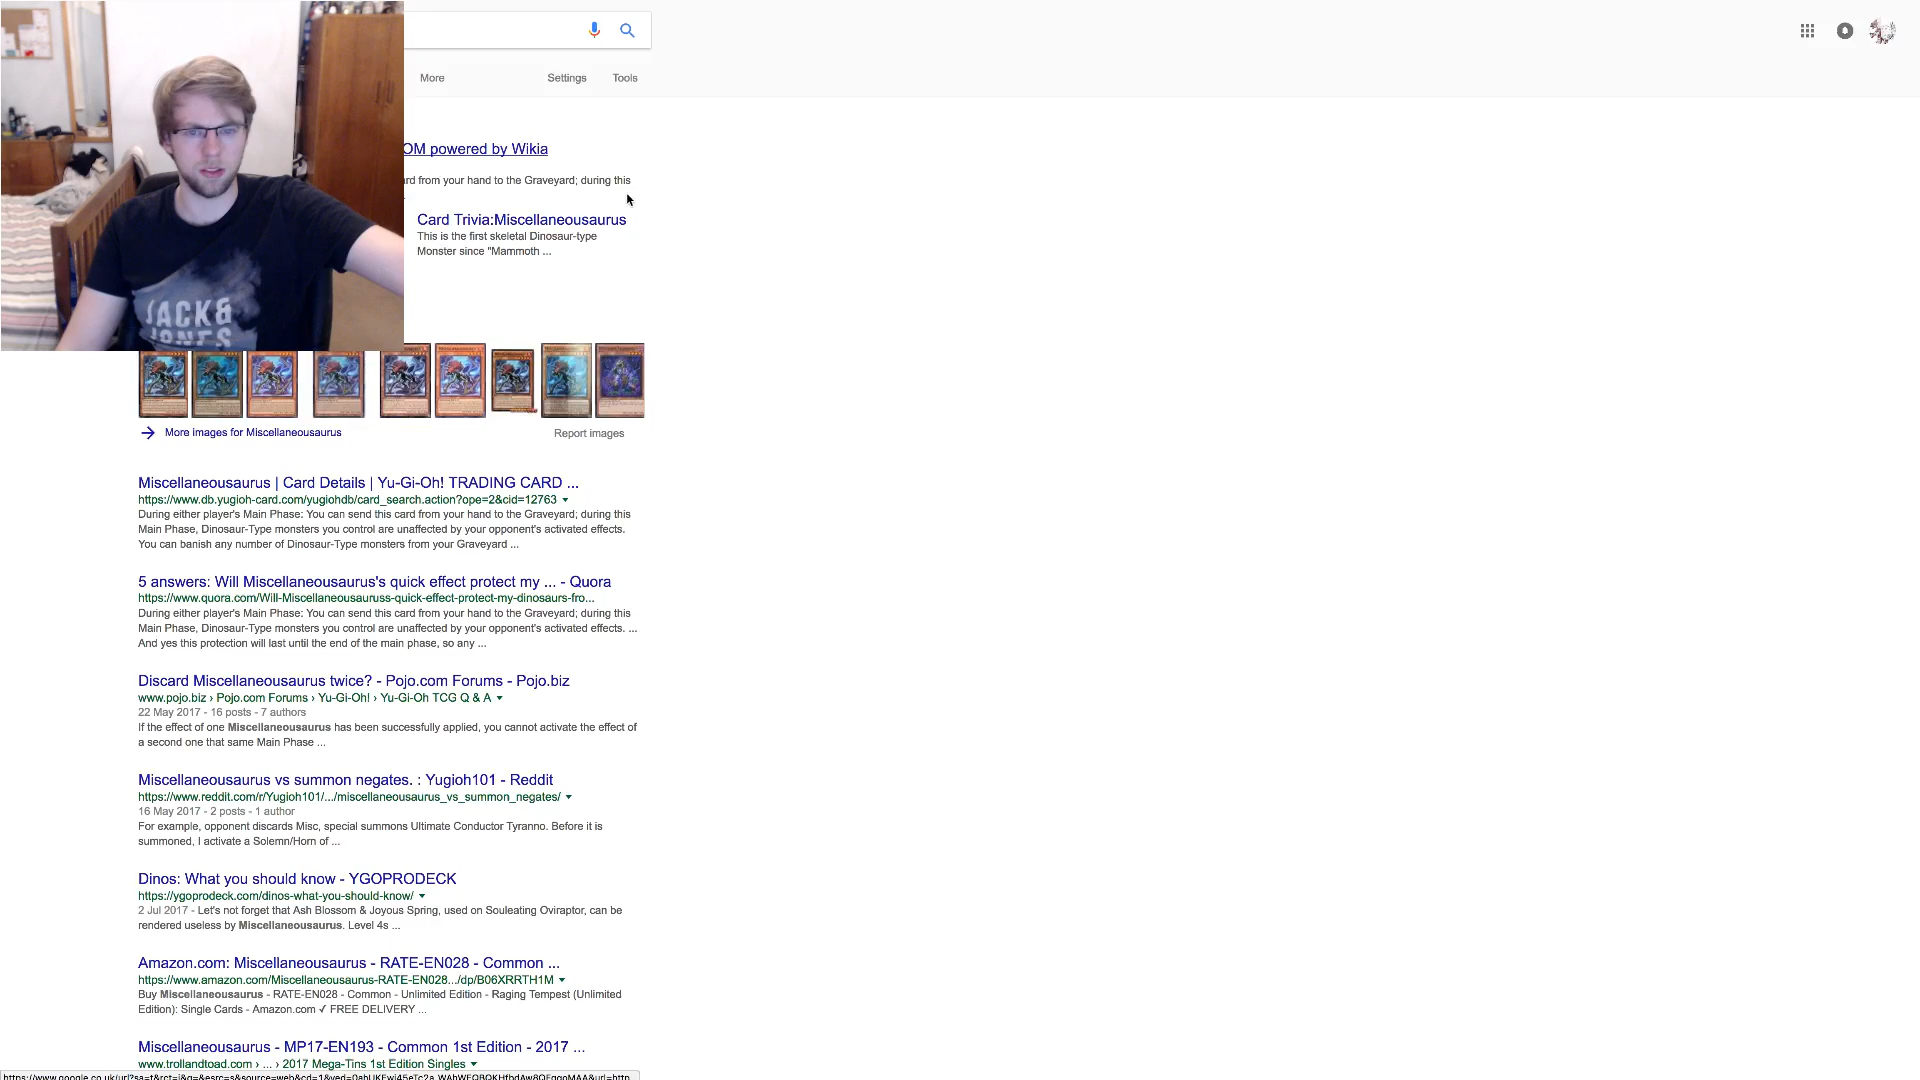 More
Settings
Tools
OM powered by Wikia
rd from your hand to the Graveyard; during this
Card Trivia:Miscellaneousaurus
This is the first skeletal Dinosaur-type
Monster since "Mammoth ...
JACK&
JONES
More images for Miscellaneousaurus
Report images
Miscellaneousaurus | Card Details | Yu-Gi-Oh! TRADING CARD ...
https://www.db.yugioh-card.com/yugiohdb/card_search.action?ope=2&cid=12763
During either player's Main Phase: You can send this card from your hand to the Graveyard; during this
Main Phase, Dinosaur-Type monsters you control are unaffected by your opponent's activated effects.
You can banish any number of Dinosaur-Type monsters from your Graveyard ...
5 answers: Will Miscellaneousaurus's quick effect protect my ... - Quora
https://www.quora.com/Will-Miscellaneousauruss-quick-effect-protect-my-dinosaurs-fro...
During either player's Main Phase: You can send this card from your hand to the Graveyard; during this
Main Phase, Dinosaur-Type monsters you control are unaffected by your opponent's activated effects. ...
And yes this protection will last until the end of the main phase, so any ...
Discard Miscellaneousaurus twice? - Pojo.com Forums - Pojo.biz
www.pojo.biz › Pojo.com Forums › Yu-Gi-Oh! › Yu-Gi-Oh TCG Q & A
22 May 2017 - 16 posts - 7 authors
If the effect of one Miscellaneousaurus has been successfully applied, you cannot activate the effect of
a second one that same Main Phase ...
Miscellaneousaurus vs summon negates. : Yugioh101 - Reddit
https://www.reddit.com/r/Yugioh101/.../miscellaneousaurus_vs_summon_negates/
16 May 2017 - 2 posts - 1 author
For example, opponent discards Misc, special summons Ultimate Conductor Tyranno. Before it is
summoned, I activate a Solemn/Horn of ...
Dinos: What you should know - YGOPRODECK
https://ygoprodeck.com/dinos-what-you-should-know/
2 Jul 2017 - Let's not forget that Ash Blossom & Joyous Spring, used on Souleating Oviraptor, can be
rendered useless by Miscellaneousaurus. Level 4s ...
Amazon.com: Miscellaneousaurus - RATE-EN028 - Common ...
https://www.amazon.com/Miscellaneousaurus-RATE-EN028.../dp/B06XRRTH1M
Buy Miscellaneousaurus - RATE-EN028 - Common - Unlimited Edition - Raging Tempest (Unlimited
Edition): Single Cards - Amazon.com ✓ FREE DELIVERY ...
Miscellaneousaurus - MP17-EN193 - Common 1st Edition - 2017 ...
www.trollandtoad.com › ... › 2017 Mega-Tins 1st Edition Singles